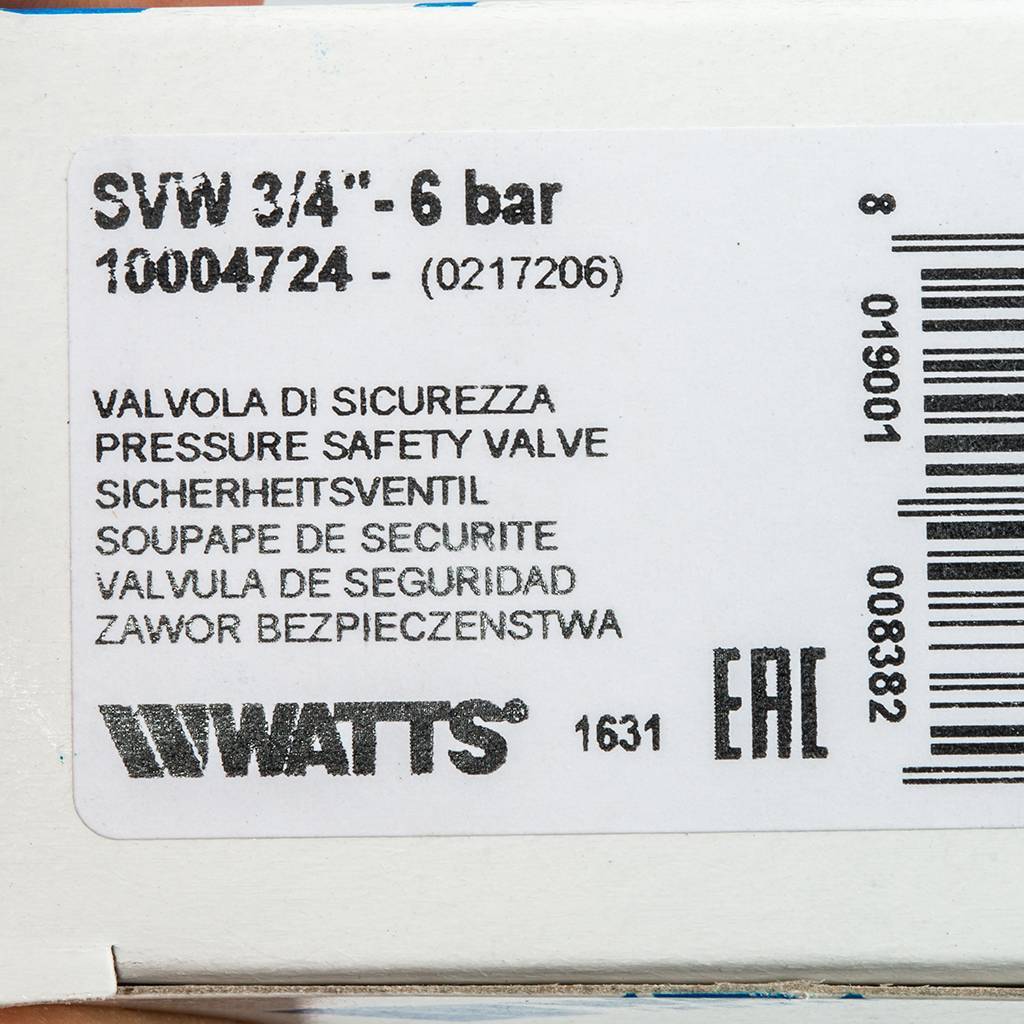 SVW 3/4"- 6 bar
10004724 - (0217206)
VALVOLA DI SICUREZZA
PRESSURE SAFETY VALVE
SICHERHEITSVENTIL
SOUPAPE DE SECURITE
VALVULA DE SEGURIDAD
ZAWOR BEZPIECZENSTWA
WATTS® 1631 EAC
8 019001 008382